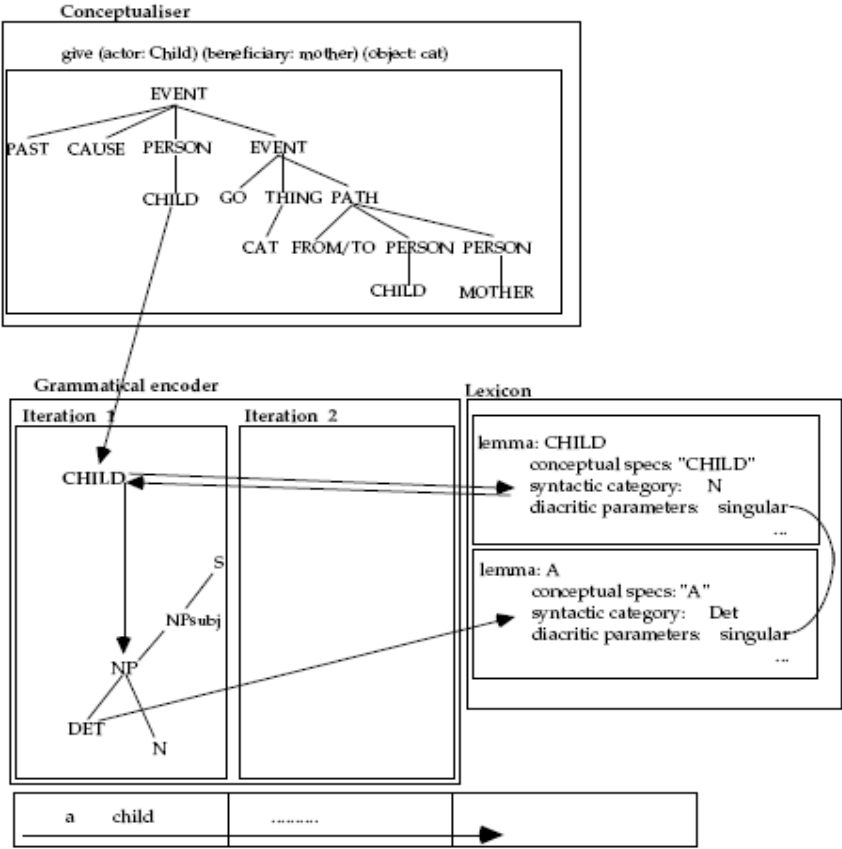 Conceptualiser
give (actor: Child) (beneficiary: mother) (object: cat)
EVENT
PAST CAUSE PERSON EVENT
CHILD GO THING PATH
CAT FROM/TO PERSON PERSON
CHILD MOTHER
Grammatical encoder
Iteration 1 Iteration 2
CHILD
S
NPsubj
NP
DET
N
Lexicon
lemma: CHILD
conceptual specs: "CHILD"
syntactic category: N
diacritic parameters: singular
...
lemma: A
conceptual specs: "A"
syntactic category: Det
diacritic parameters: singular
...
a child ..........